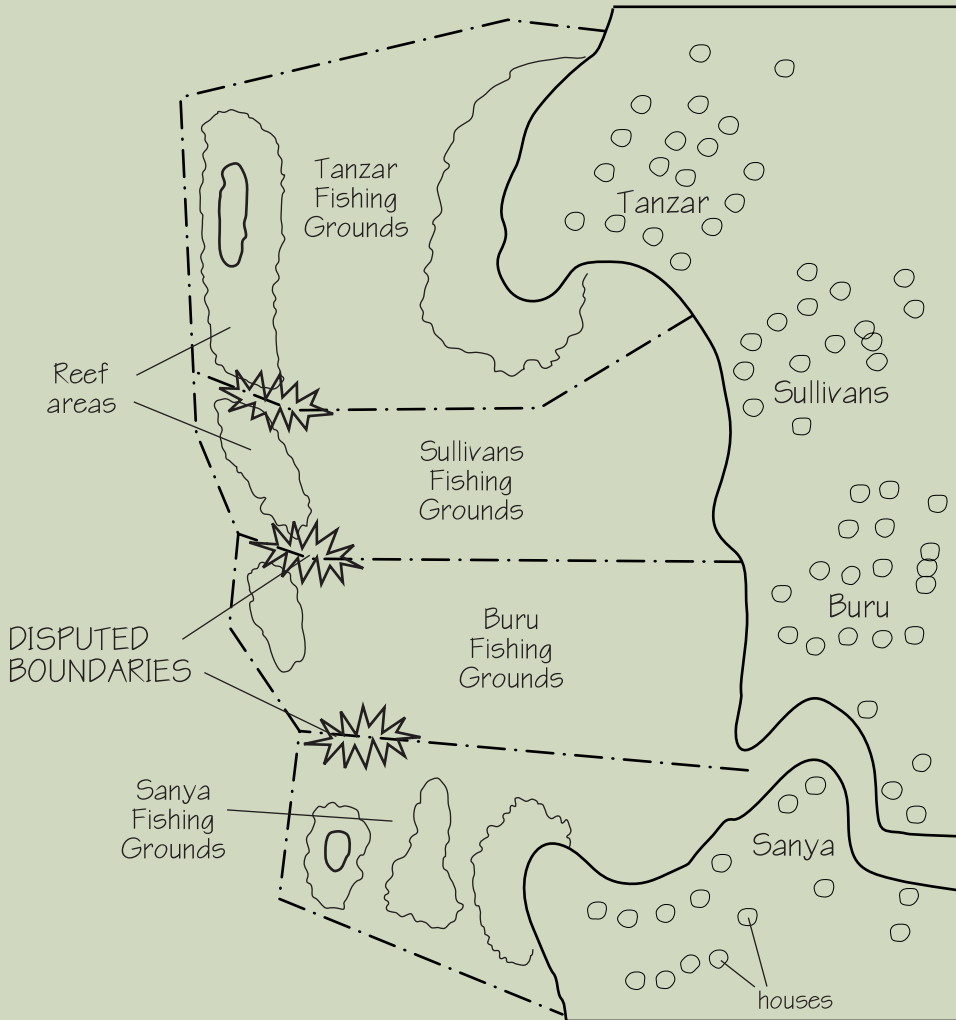 Tanzar
Fishing
Grounds
Tanzar
Reef
areas
Sullivans
Sullivans
Fishing
Grounds
Buru
Buru
Fishing
Grounds
DISPUTED
BOUNDARIES
Sanya
Fishing
Grounds
Sanya
houses